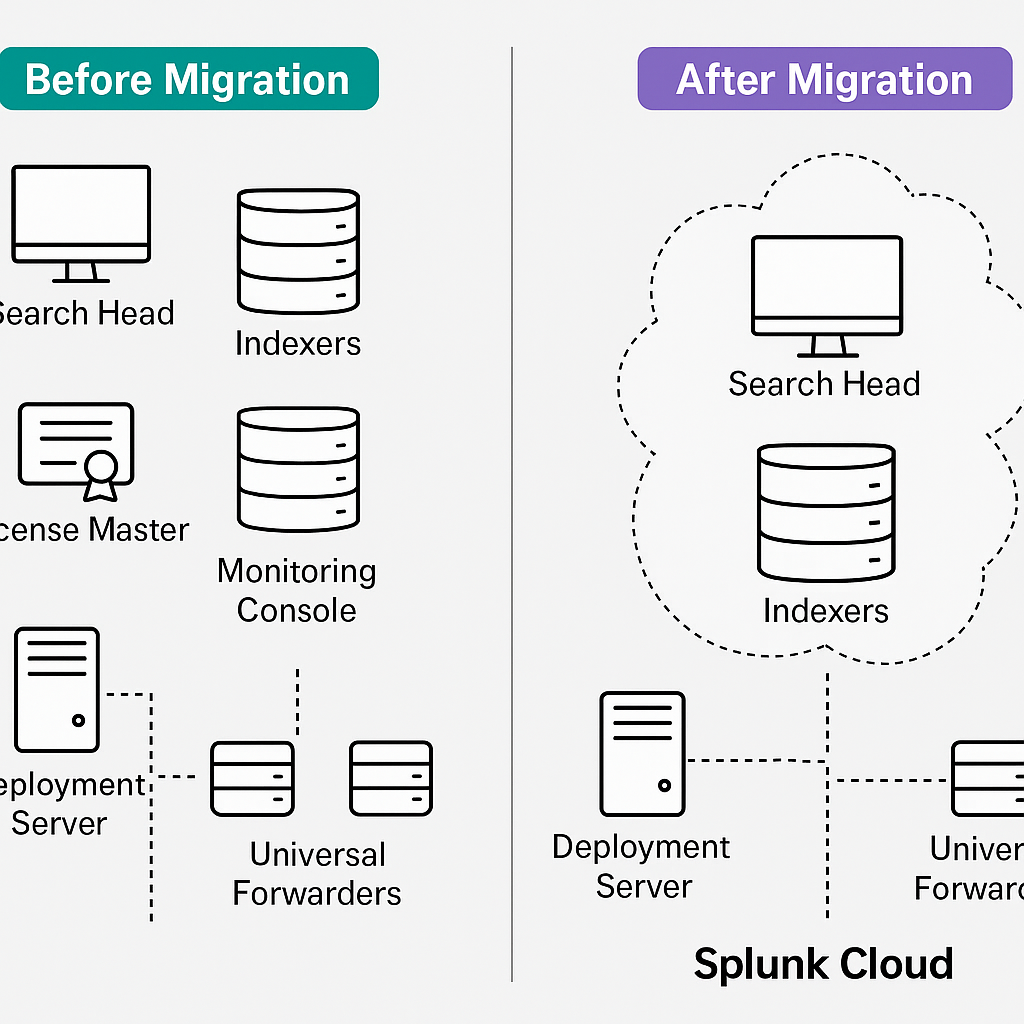 Before Migration
Search Head
Indexers
cense Master
Monitoring
Console
eployment
Server
Universal
Forwarders
After Migration
Search Head
Indexers
Deployment
Server
Univer
Forward
Splunk Cloud